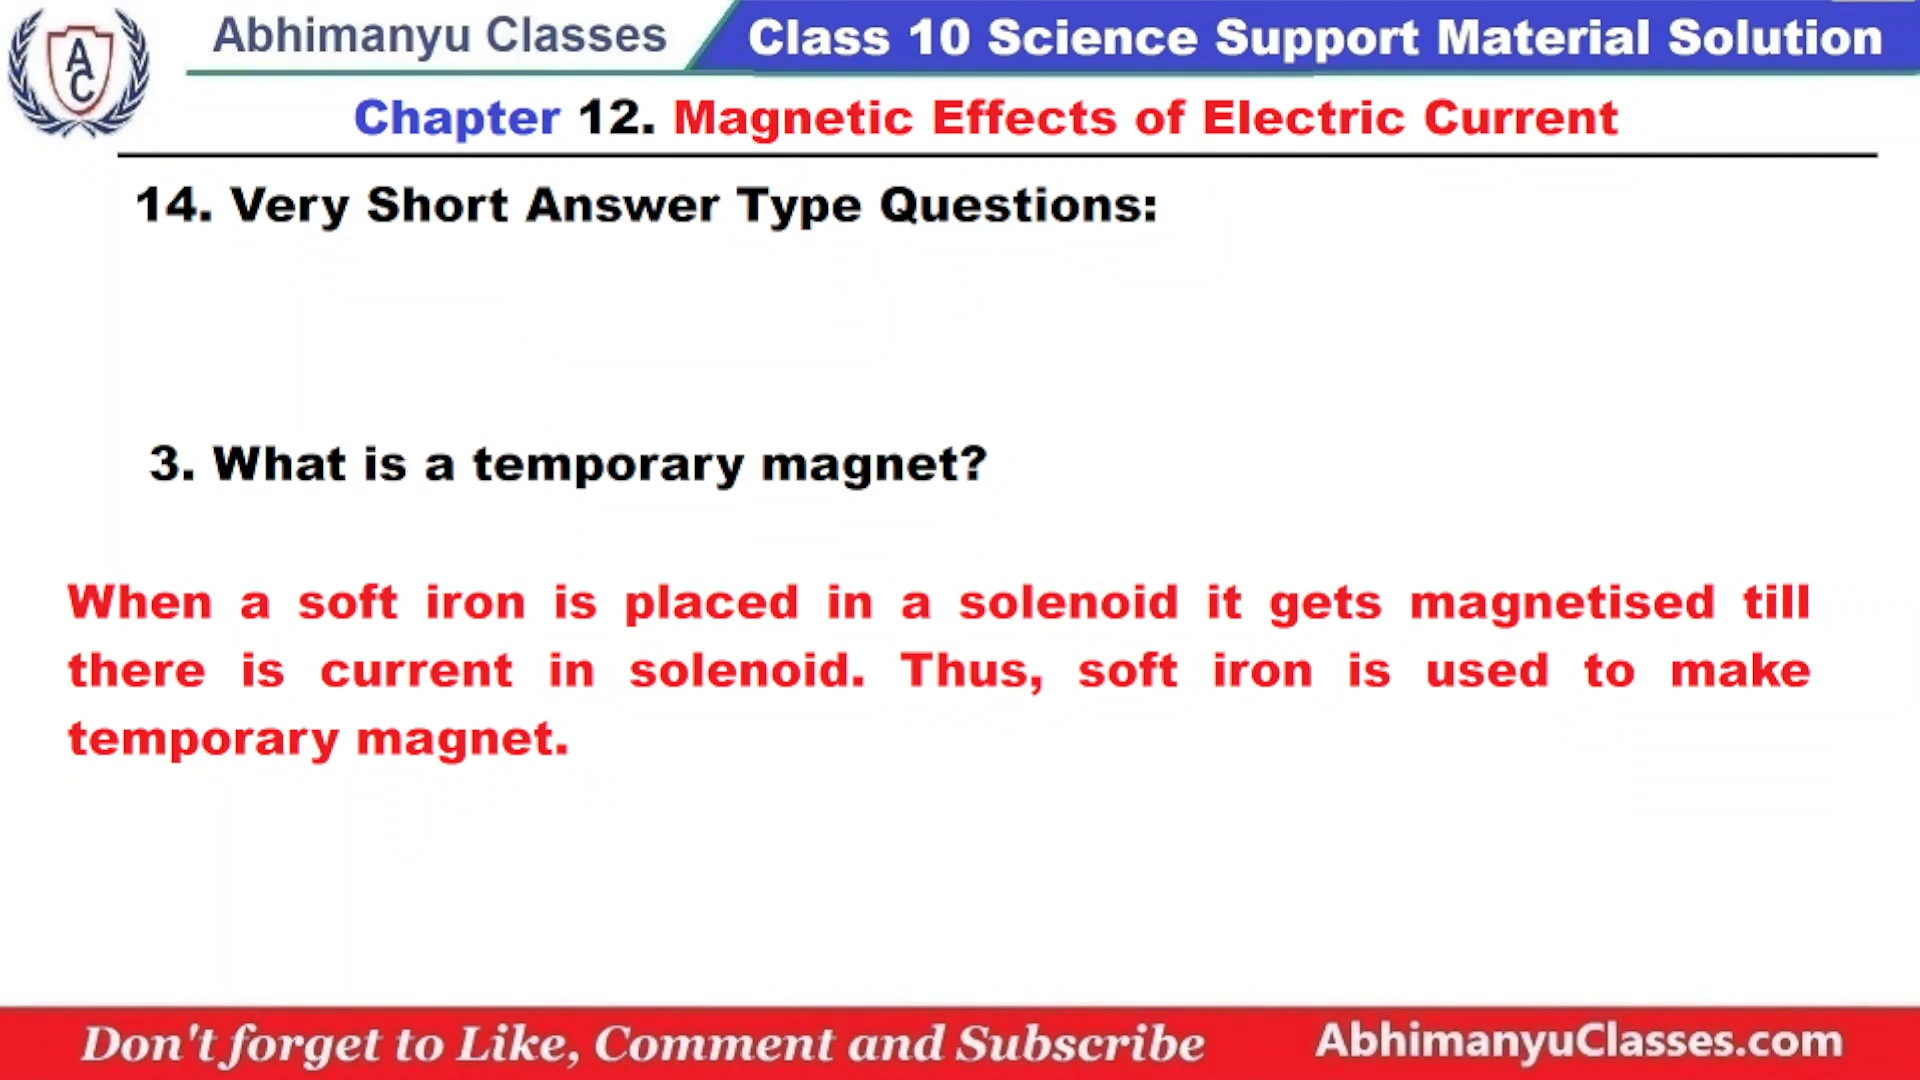 AC
Abhimanyu Classes
Class 10 Science Support Material Solution
Chapter 12. Magnetic Effects of Electric Current
14. Very Short Answer Type Questions:
3. What is a temporary magnet?
When a soft iron is placed in a solenoid it gets magnetised till
there is current in solenoid. Thus, soft iron is used to make
temporary magnet.
Don't forget to Like, Comment and Subscribe
AbhimanyuClasses.com